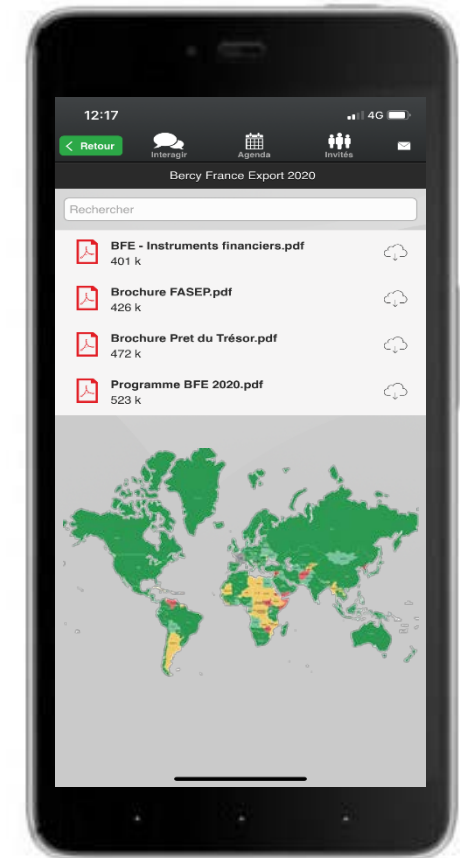 12:17
4G
Retour
Interagir
Agenda
Invités
Bercy France Export 2020
Rechercher
BFE - Instruments financiers.pdf
401 k
Brochure FASEP.pdf
426 k
Brochure Pret du Trésor.pdf
472 k
Programme BFE 2020.pdf
523 k